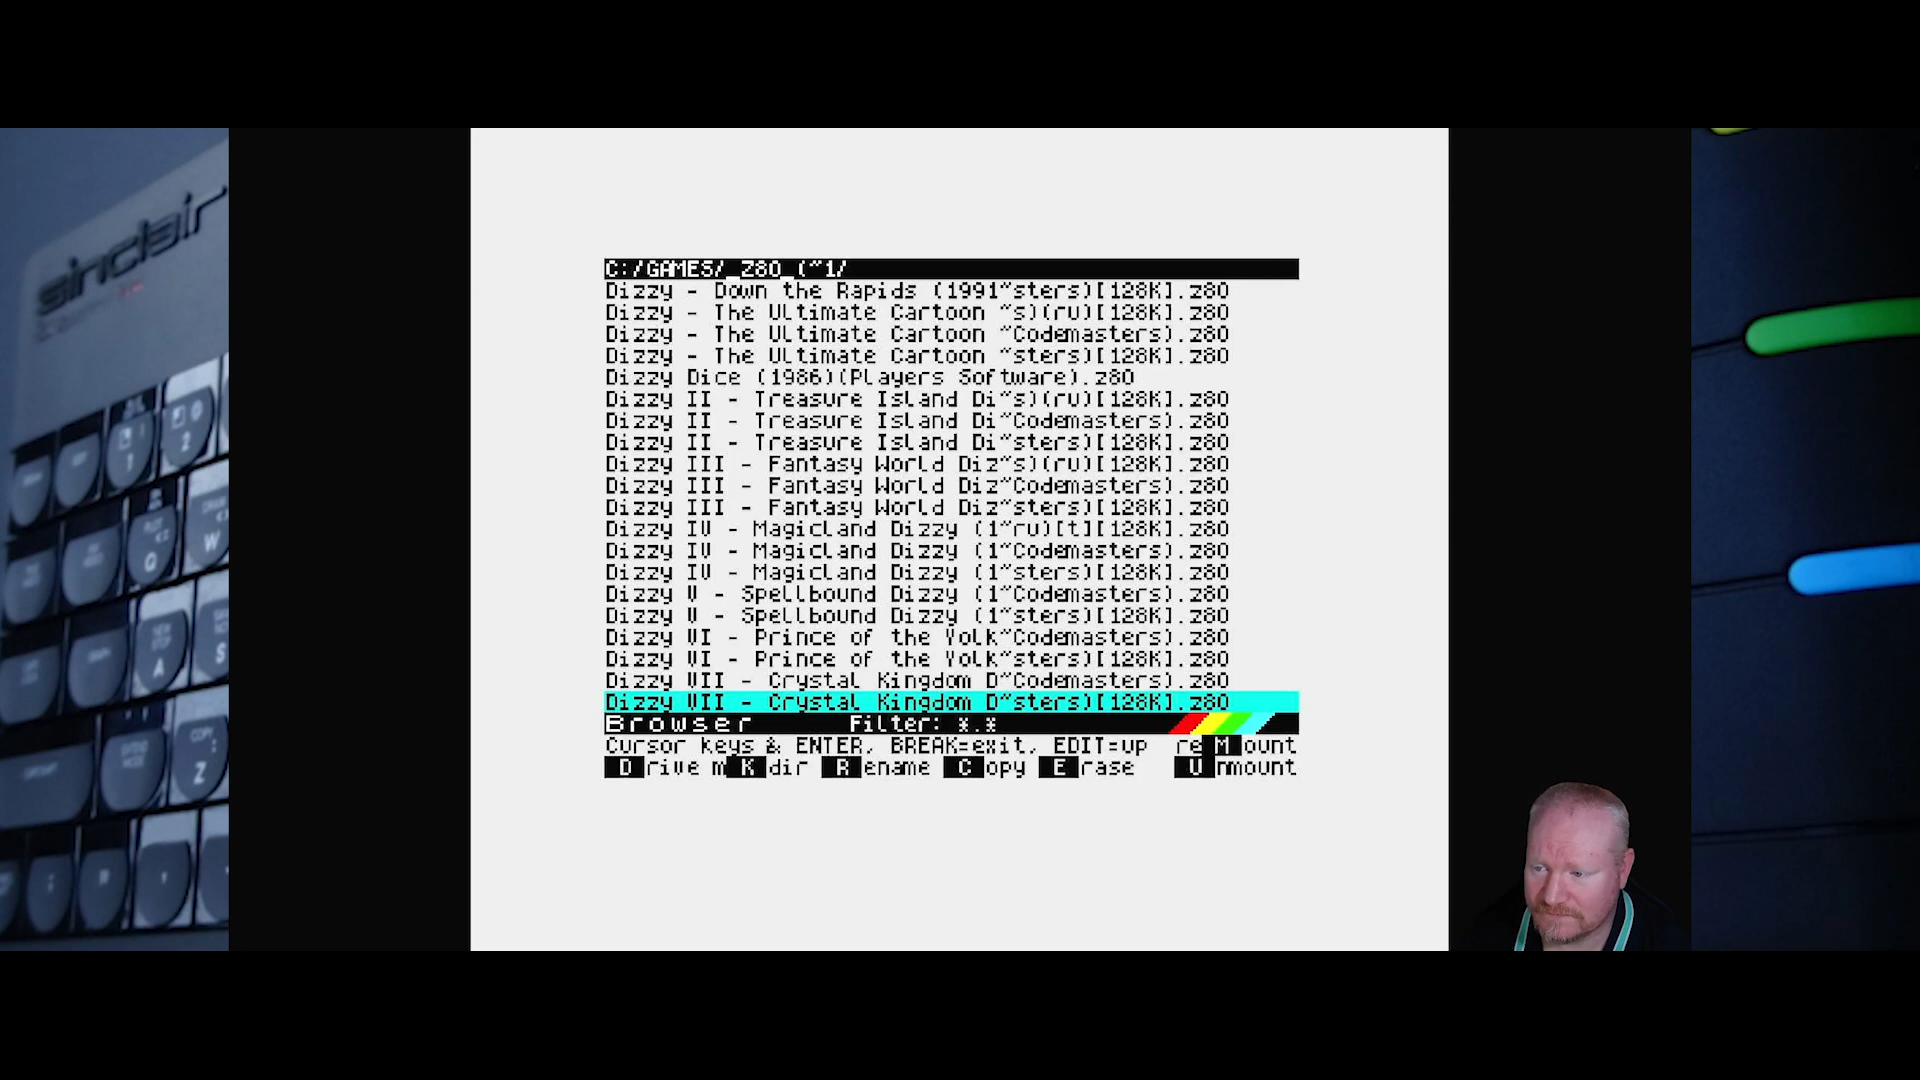 sinclair
C:/GAMES/_Z80_(~1/
Dizzy - Down the Rapids (1991~sters)[128K].z80
Dizzy - The Ultimate Cartoon ~s)(ru)[128K].z80
Dizzy - The Ultimate Cartoon ~Codemasters).z80
Dizzy - The Ultimate Cartoon ~sters)[128K].z80
Dizzy Dice (1986)(Players Software).z80
Dizzy II - Treasure Island Di~s)(ru)[128K].z80
Dizzy II - Treasure Island Di~Codemasters).z80
Dizzy II - Treasure Island Di~sters)[128K].z80
Dizzy III - Fantasy World Diz~s)(ru)[128K].z80
Dizzy III - Fantasy World Diz~Codemasters).z80
Dizzy III - Fantasy World Diz~sters)[128K].z80
Dizzy IV - Magicland Dizzy (1~ru)[t][128K].z80
Dizzy IV - Magicland Dizzy (1~Codemasters).z80
Dizzy IV - Magicland Dizzy (1~sters)[128K].z80
Dizzy V - Spellbound Dizzy (1~Codemasters).z80
Dizzy V - Spellbound Dizzy (1~sters)[128K].z80
Dizzy VI - Prince of the Yolk~Codemasters).z80
Dizzy VI - Prince of the Yolk~sters)[128K].z80
Dizzy VII - Crystal Kingdom D~Codemasters).z80
Dizzy VII - Crystal Kingdom D~sters)[128K].z80
Browser Filter: *.*
Cursor keys & ENTER, BREAK=exit, EDIT=up reMount
Drive mKdir Rename Copy Erase Unmount
1 2
Q W
A S
Z